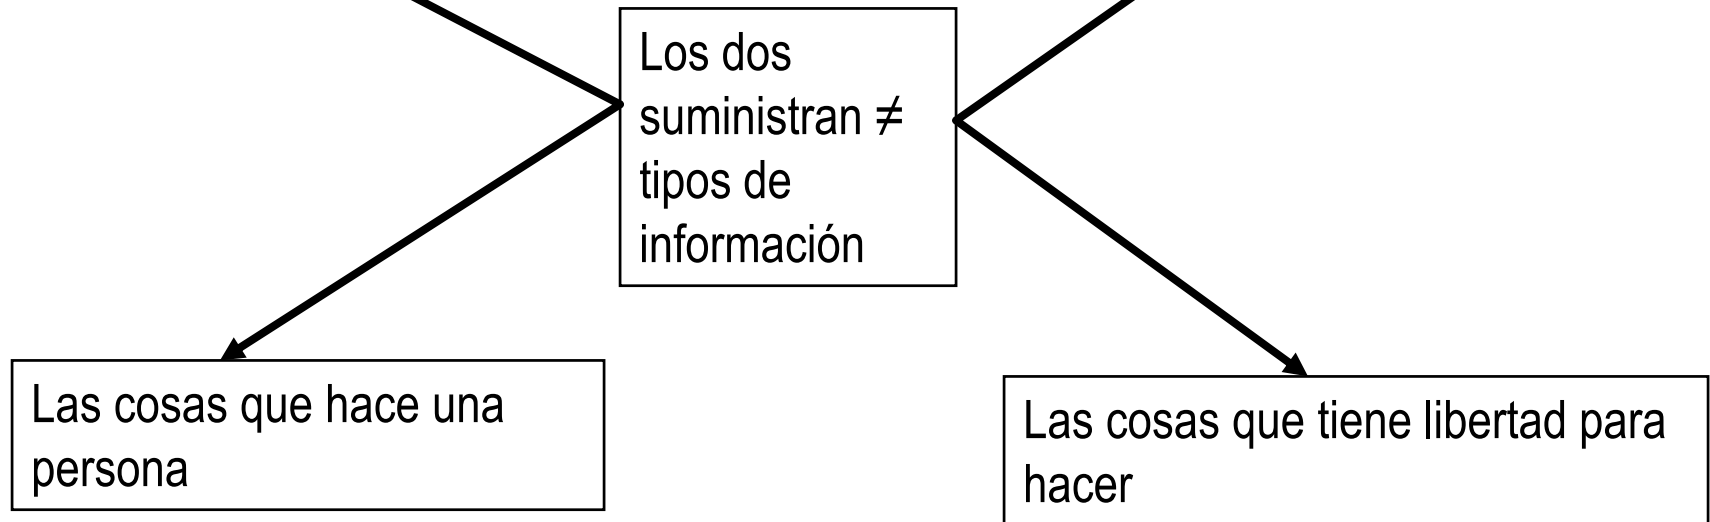 Los dos
suministran ≠
tipos de
información
Las cosas que hace una
persona
Las cosas que tiene libertad para
hacer